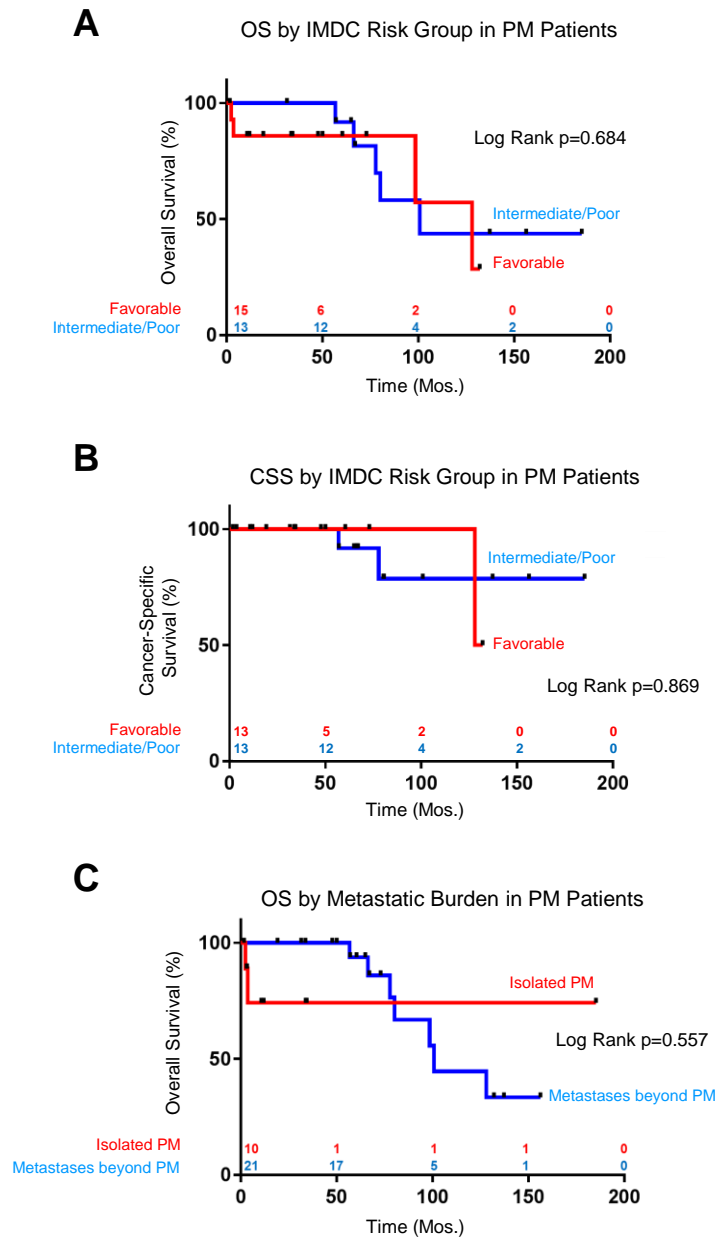 A
OS by IMDC Risk Group in PM Patients
Overall Survival (%)
100
50
0
Log Rank p=0.684
Intermediate/Poor
Favorable
Favorable 15 6 2 0 0
Intermediate/Poor 13 12 4 2 0
0 50 100 150 200
Time (Mos.)
B
CSS by IMDC Risk Group in PM Patients
Cancer-Specific
Survival (%)
100
50
0
Intermediate/Poor
Favorable
Log Rank p=0.869
Favorable 13 5 2 0 0
Intermediate/Poor 13 12 4 2 0
0 50 100 150 200
Time (Mos.)
C
OS by Metastatic Burden in PM Patients
Overall Survival (%)
100
50
0
Isolated PM
Log Rank p=0.557
Metastases beyond PM
Isolated PM 10 1 1 1 0
Metastases beyond PM 21 17 5 1 0
0 50 100 150 200
Time (Mos.)